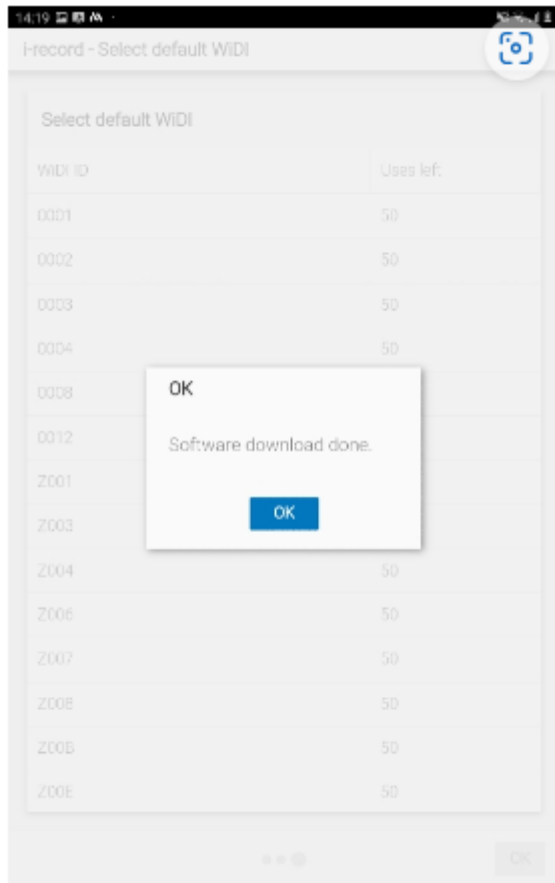 14:19
i-record - Select default WiDI
Select default WiDI
WiDI ID Uses left
0001 50
0002 50
0003 50
0004 50
0008
0012
Z001
Z003
Z004 50
Z006 50
Z007 50
Z008 50
Z00B 50
Z00E 50
OK
Software download done.
OK
OK